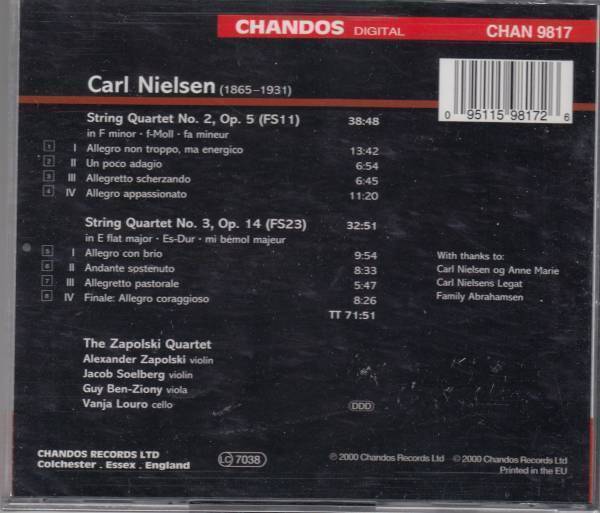 CHANDOS DIGITAL CHAN 9817
Carl Nielsen (1865–1931)
0 95115 98172 6
String Quartet No. 2, Op. 5 (FS11) 38:48
in F minor · f-Moll · fa mineur
1 I Allegro non troppo, ma energico 13:42
2 II Un poco adagio 6:54
3 III Allegretto scherzando 6:45
4 IV Allegro appassionato 11:20
String Quartet No. 3, Op. 14 (FS23) 32:51
in E flat major · Es-Dur · mi bémol majeur
5 I Allegro con brio 9:54
6 II Andante sostenuto 8:33
7 III Allegretto pastorale 5:47
8 IV Finale: Allegro coraggioso 8:26
TT 71:51
With thanks to:
Carl Nielsen og Anne Marie
Carl Nielsens Legat
Family Abrahamsen
The Zapolski Quartet
Alexander Zapolski violin
Jacob Soelberg violin
Guy Ben-Ziony viola
Vanja Louro cello
DDD
CHANDOS RECORDS LTD
Colchester . Essex . England
LC 7038
℗ 2000 Chandos Records Ltd © 2000 Chandos Records Ltd
Printed in the EU